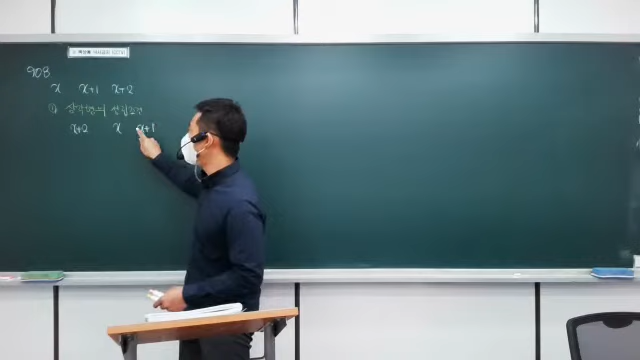 908
x x+1 x+2
① 삼각형의 성립조건
x+2 x x+1